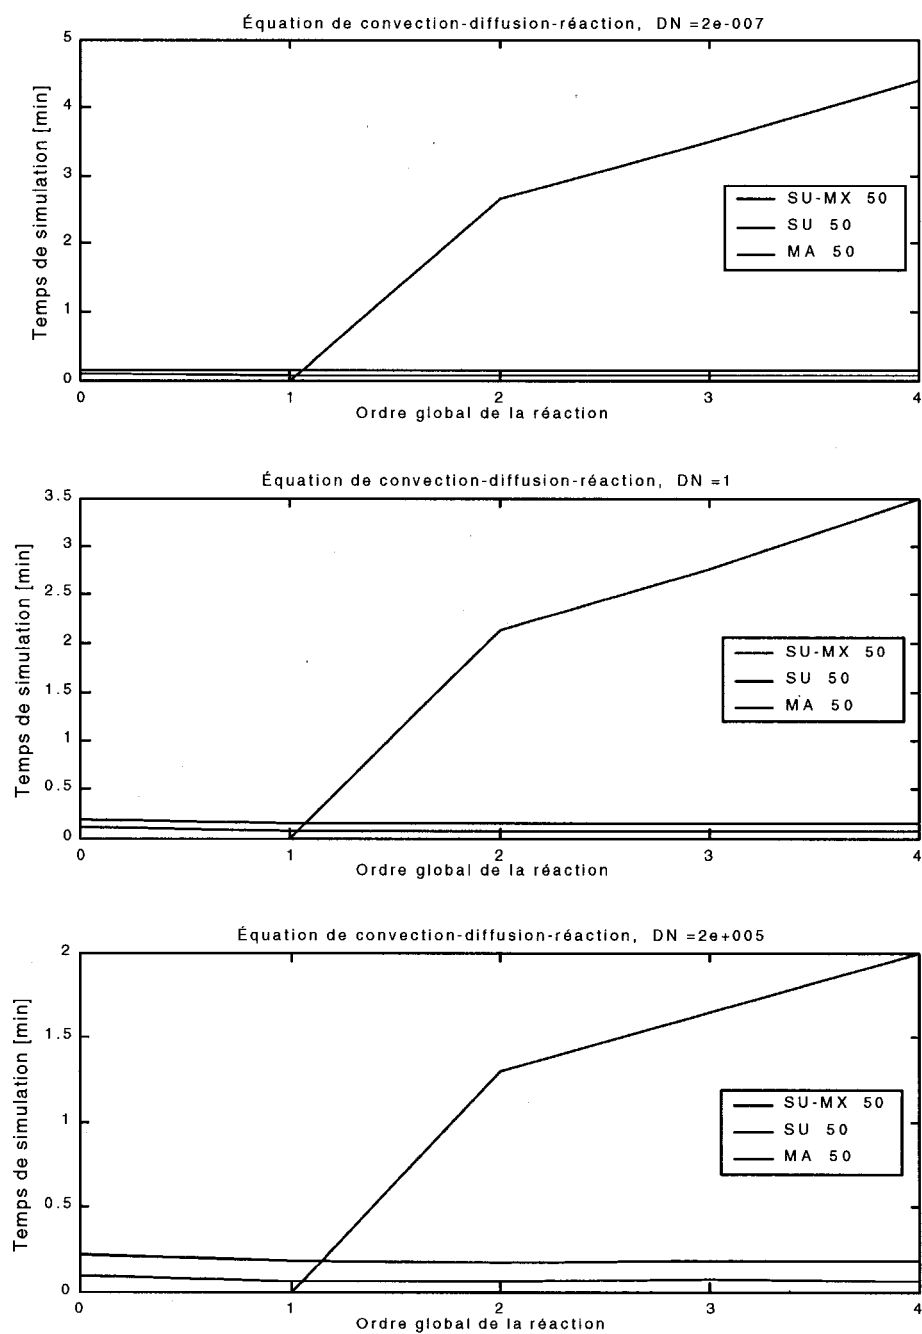 Équation de convection-diffusion-réaction, DN =2e-007
5
4
3
2
1
0
Temps de simulation [min]
SU-MX 50
SU 50
MA 50
0 1 2 3 4
Ordre global de la réaction
Équation de convection-diffusion-réaction, DN =1
3.5
3
2.5
2
1.5
1
0.5
0
Temps de simulation [min]
SU-MX 50
SU 50
MA 50
0 1 2 3 4
Ordre global de la réaction
Équation de convection-diffusion-réaction, DN =2e+005
2
1.5
1
0.5
0
Temps de simulation [min]
SU-MX 50
SU 50
MA 50
0 1 2 3 4
Ordre global de la réaction